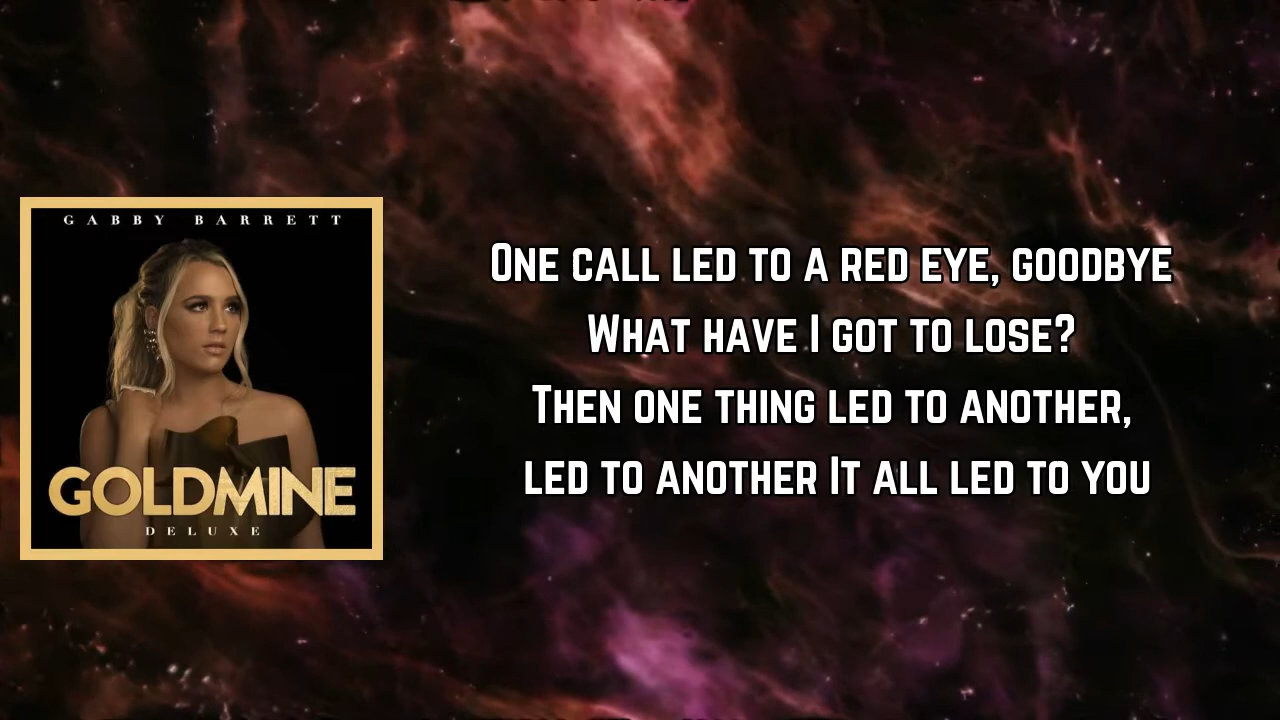 GABBY BARRETT
GOLDMINE
DELUXE
One call led to a red eye, goodbye
What have I got to lose?
Then one thing led to another,
led to another It all led to you